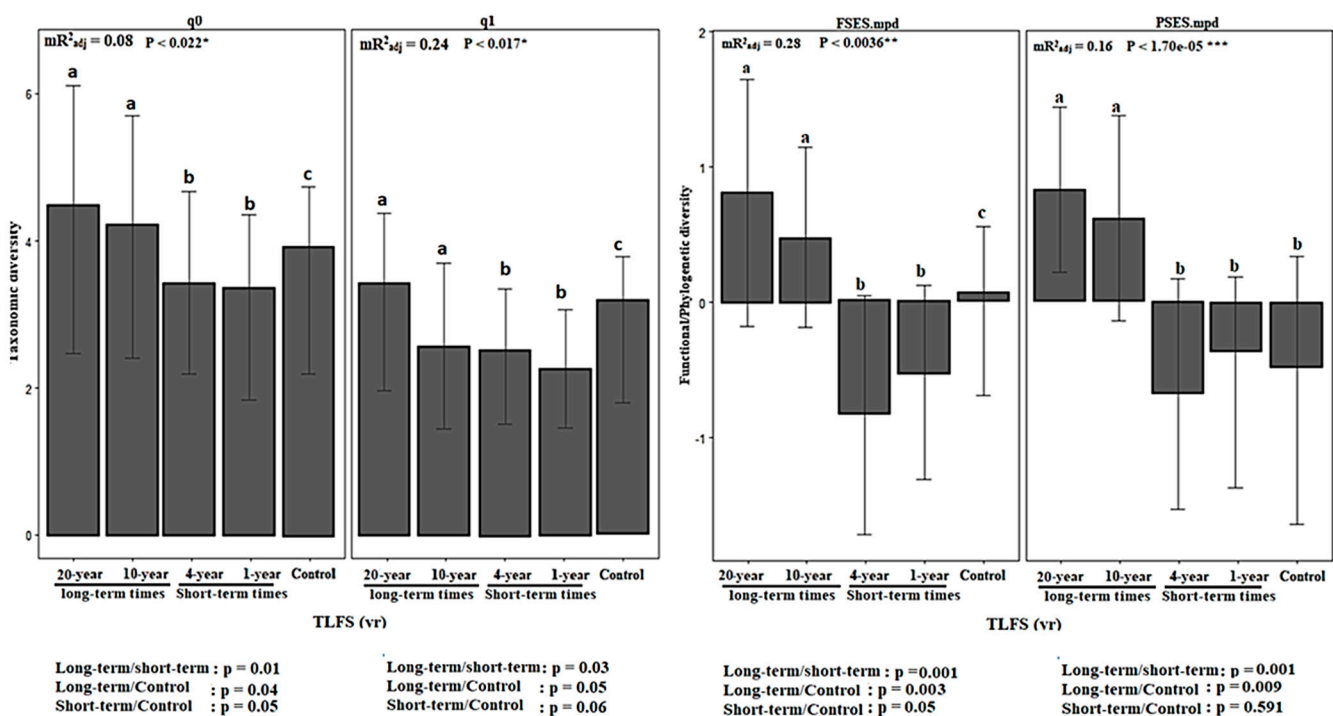 q0
mR²adj = 0.08 P < 0.022*
a
a
b
b
c
Taxonomic diversity
6
4
2
0
20-year 10-year 4-year 1-year Control
long-term times Short-term times
q1
mR²adj = 0.24 P < 0.017*
a
a
b
b
c
20-year 10-year 4-year 1-year Control
long-term times Short-term times
TLFS (yr)
Long-term/short-term : p = 0.01
Long-term/Control : p = 0.04
Short-term/Control : p = 0.05
Long-term/short-term : p = 0.03
Long-term/Control : p = 0.05
Short-term/Control : p = 0.06
FSES.mpd
mR²adj = 0.28 P < 0.0036**
a
a
b
b
c
Functional/Phylogenetic diversity
2
1
0
-1
20-year 10-year 4-year 1-year Control
long-term times Short-term times
PSES.mpd
mR²adj = 0.16 P < 1.70e-05 ***
a
a
b
b
b
20-year 10-year 4-year 1-year Control
long-term times Short-term times
TLFS (yr)
Long-term/short-term : p = 0.001
Long-term/Control : p = 0.003
Short-term/Control : p = 0.05
Long-term/short-term : p = 0.001
Long-term/Control : p = 0.009
Short-term/Control : p = 0.591